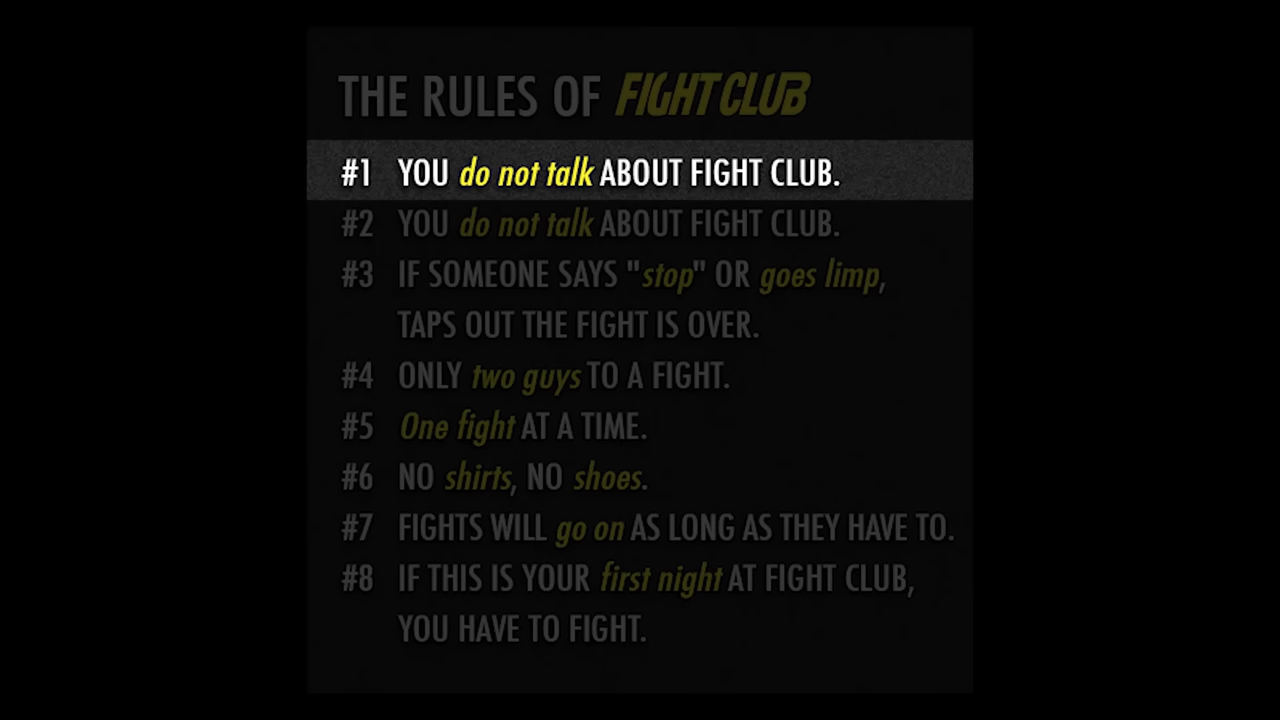 THE RULES OF FIGHT CLUB
#1 YOU do not talk ABOUT FIGHT CLUB.
#2 YOU do not talk ABOUT FIGHT CLUB.
#3 IF SOMEONE SAYS "stop" OR goes limp,
TAPS OUT THE FIGHT IS OVER.
#4 ONLY two guys TO A FIGHT.
#5 One fight AT A TIME.
#6 NO shirts, NO shoes.
#7 FIGHTS WILL go on AS LONG AS THEY HAVE TO.
#8 IF THIS IS YOUR first night AT FIGHT CLUB,
YOU HAVE TO FIGHT.